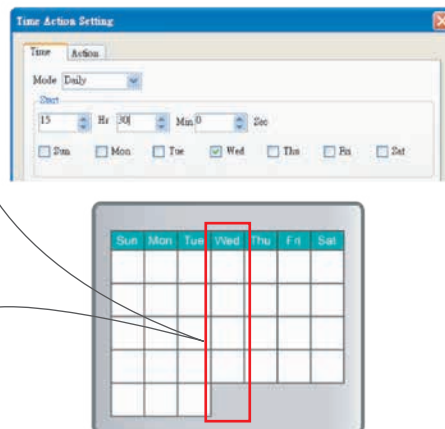 Time Action Setting
Time Action
Mode Daily
Start
15 Hr 30 Min 0 Sec
Sun Mon Tue Wed Thu Fri Sat
Sun Mon Tue Wed Thu Fri Sat